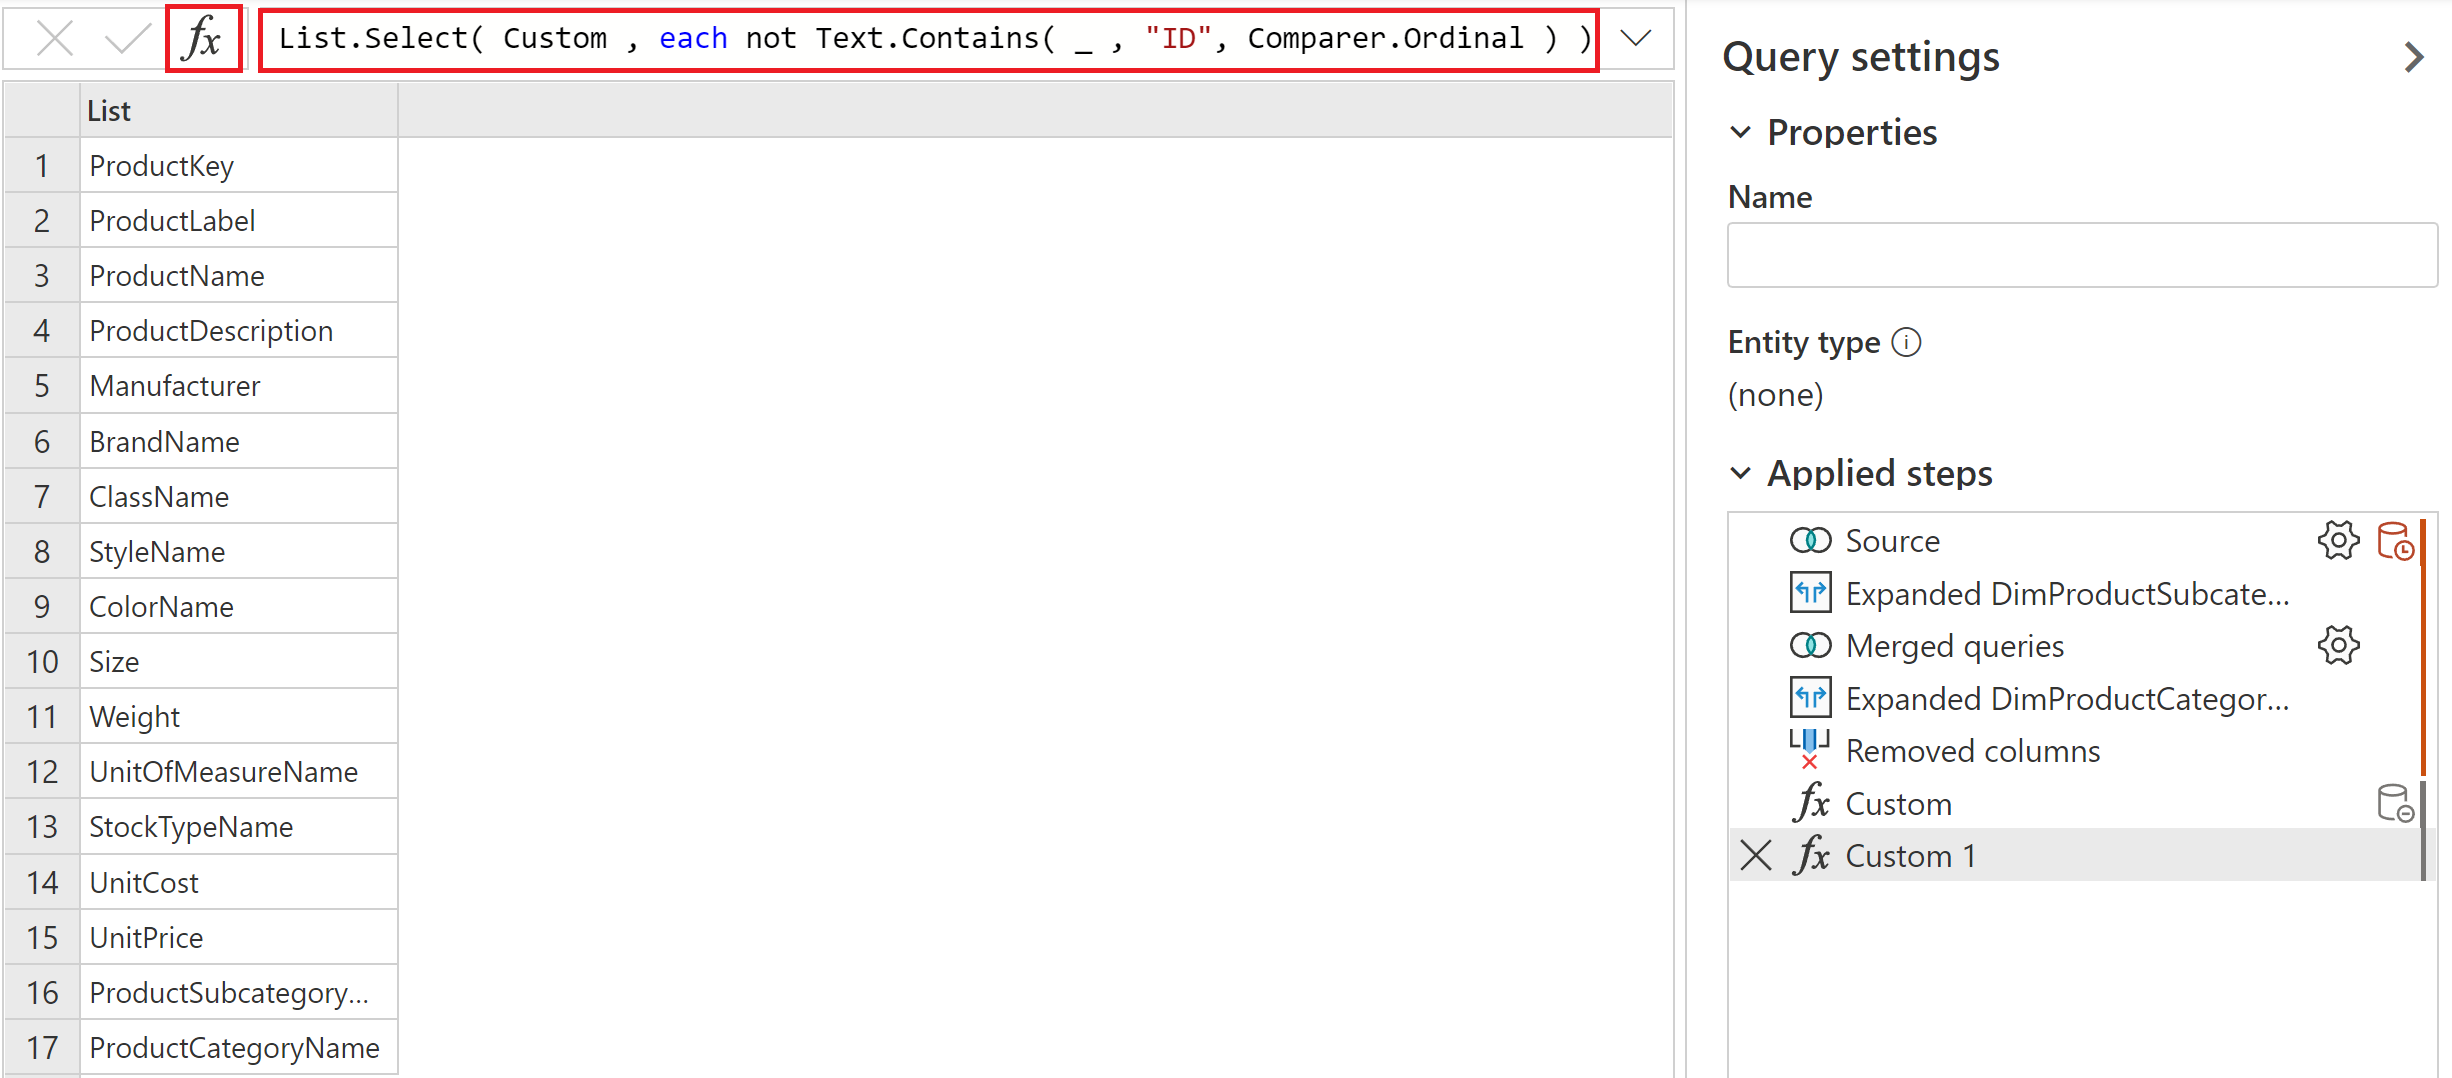 fx List.Select( Custom , each not Text.Contains( _ , "ID", Comparer.Ordinal ) )
List
1 ProductKey
2 ProductLabel
3 ProductName
4 ProductDescription
5 Manufacturer
6 BrandName
7 ClassName
8 StyleName
9 ColorName
10 Size
11 Weight
12 UnitOfMeasureName
13 StockTypeName
14 UnitCost
15 UnitPrice
16 ProductSubcategory...
17 ProductCategoryName
Query settings
Properties
Name
Entity type
(none)
Applied steps
Source
Expanded DimProductSubcate...
Merged queries
Expanded DimProductCategor...
Removed columns
fx Custom
fx Custom 1